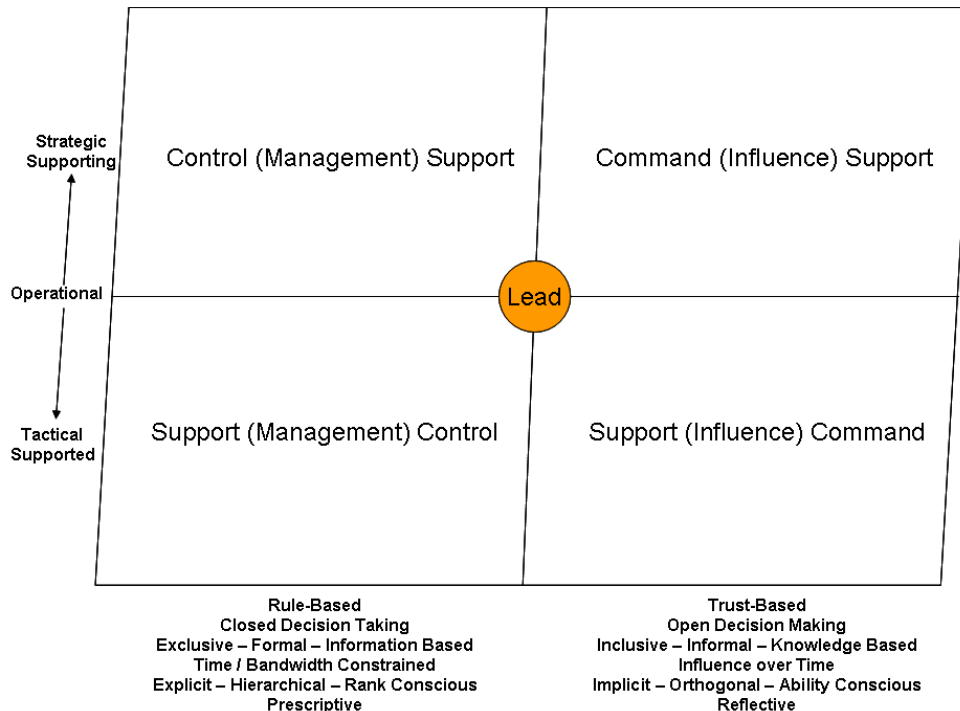 Strategic
Supporting
Control (Management) Support
Command (Influence) Support
Operational
Lead
Tactical
Supported
Support (Management) Control
Support (Influence) Command
Rule-Based
Closed Decision Taking
Exclusive – Formal – Information Based
Time / Bandwidth Constrained
Explicit – Hierarchical – Rank Conscious
Prescriptive
Trust-Based
Open Decision Making
Inclusive – Informal – Knowledge Based
Influence over Time
Implicit – Orthogonal – Ability Conscious
Reflective